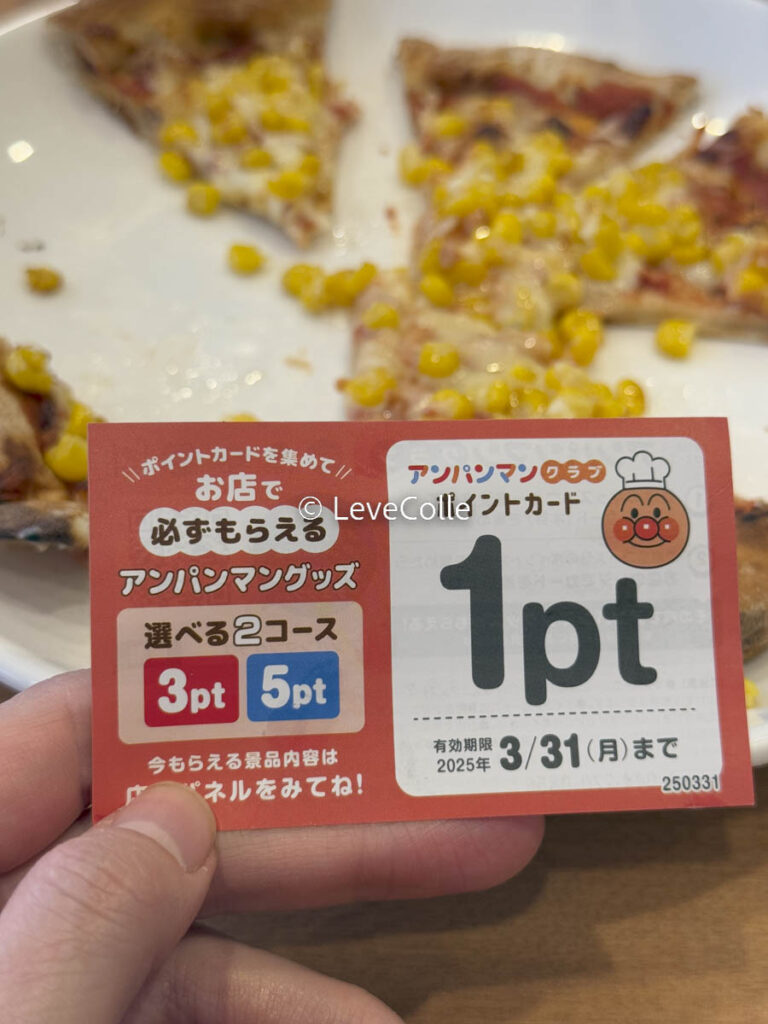 ポイントカードを集めて
お店で
必ずもらえる
アンパンマングッズ
選べる2コース
3pt
5pt
今もらえる景品内容は
パネルをみてね!
アンパンマンクラブ
ポイントカード
1pt
有効期限
2025年
3/31(月)まで
250331
© LeveColle